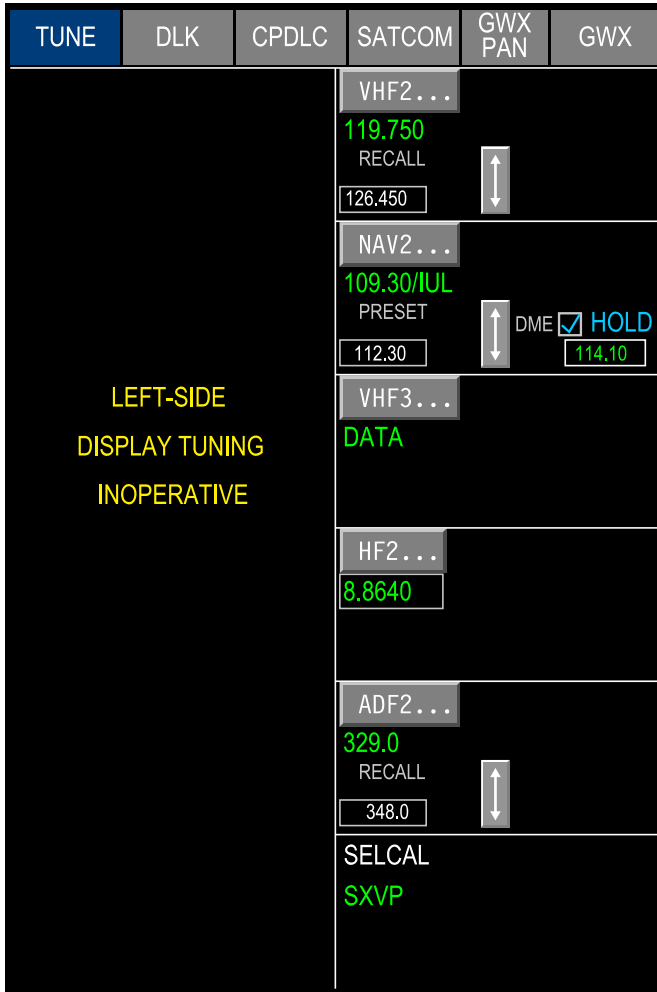 TUNE DLK CPDLC SATCOM GWX PAN GWX
LEFT-SIDE
DISPLAY TUNING
INOPERATIVE
VHF2...
119.750
RECALL
126.450
NAV2...
109.30/IUL
PRESET
DME HOLD
112.30 114.10
VHF3...
DATA
HF2...
8.8640
ADF2...
329.0
RECALL
348.0
SELCAL
SXVP